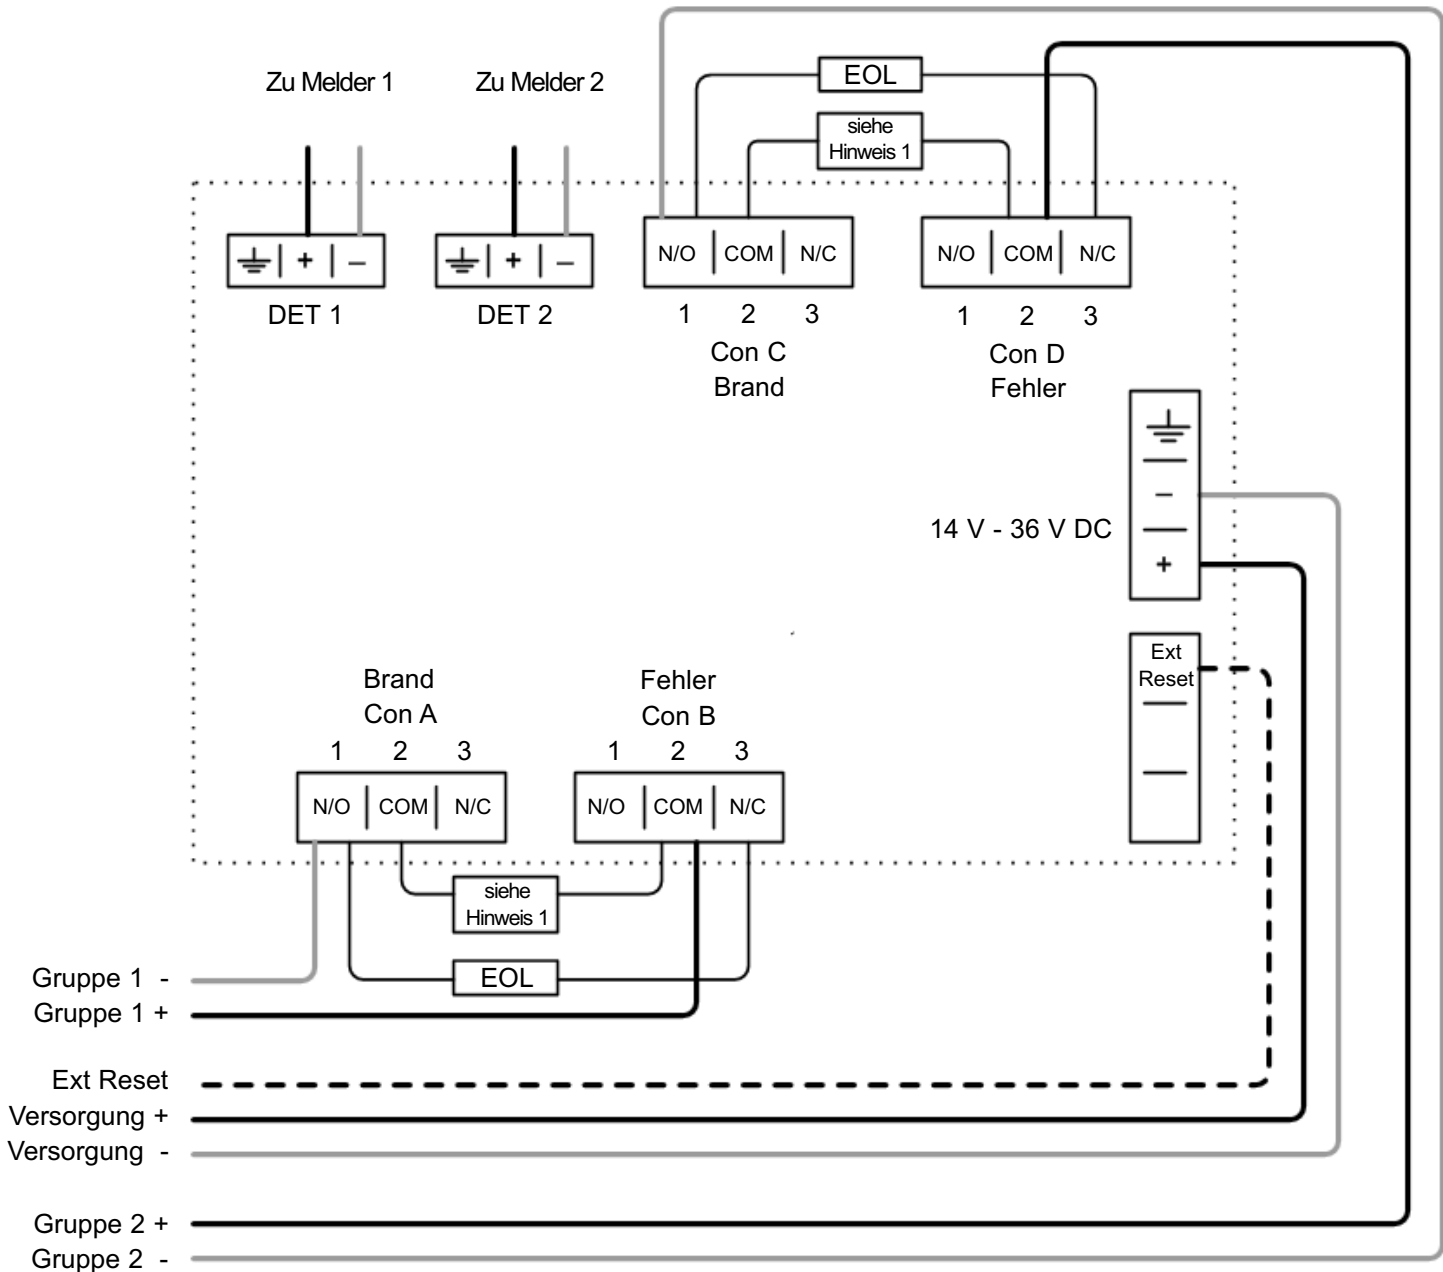 Zu Melder 1
Zu Melder 2
EOL
siehe
Hinweis 1
+ −
DET 1
+ −
DET 2
N/O COM N/C
1 2 3
Con C
Brand
N/O COM N/C
1 2 3
Con D
Fehler
14 V - 36 V DC
−
+
Ext
Reset
Brand
Con A
1 2 3
N/O COM N/C
Fehler
Con B
1 2 3
N/O COM N/C
siehe
Hinweis 1
EOL
Gruppe 1 -
Gruppe 1 +
Ext Reset
Versorgung +
Versorgung -
Gruppe 2 +
Gruppe 2 -